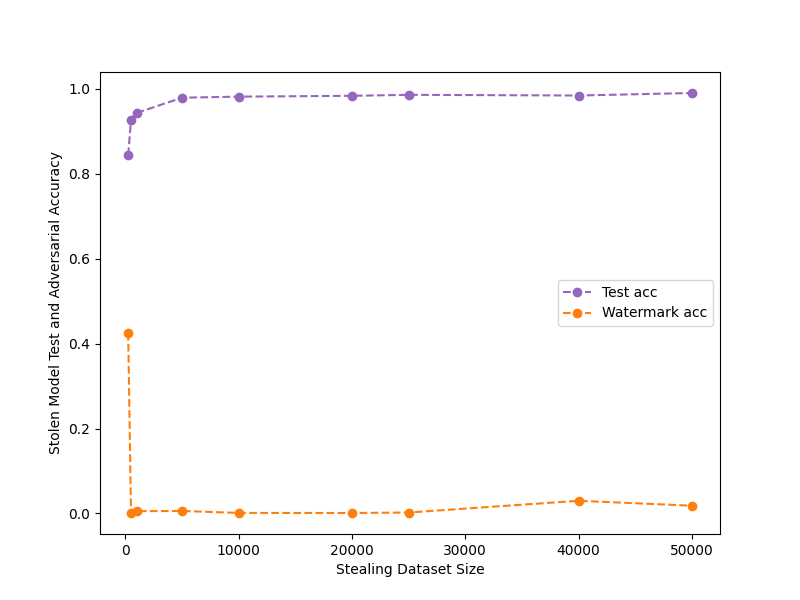 1.0
0.8
0.6
0.4
0.2
0.0
Stolen Model Test and Adversarial Accuracy
Test acc
Watermark acc
0 10000 20000 30000 40000 50000
Stealing Dataset Size